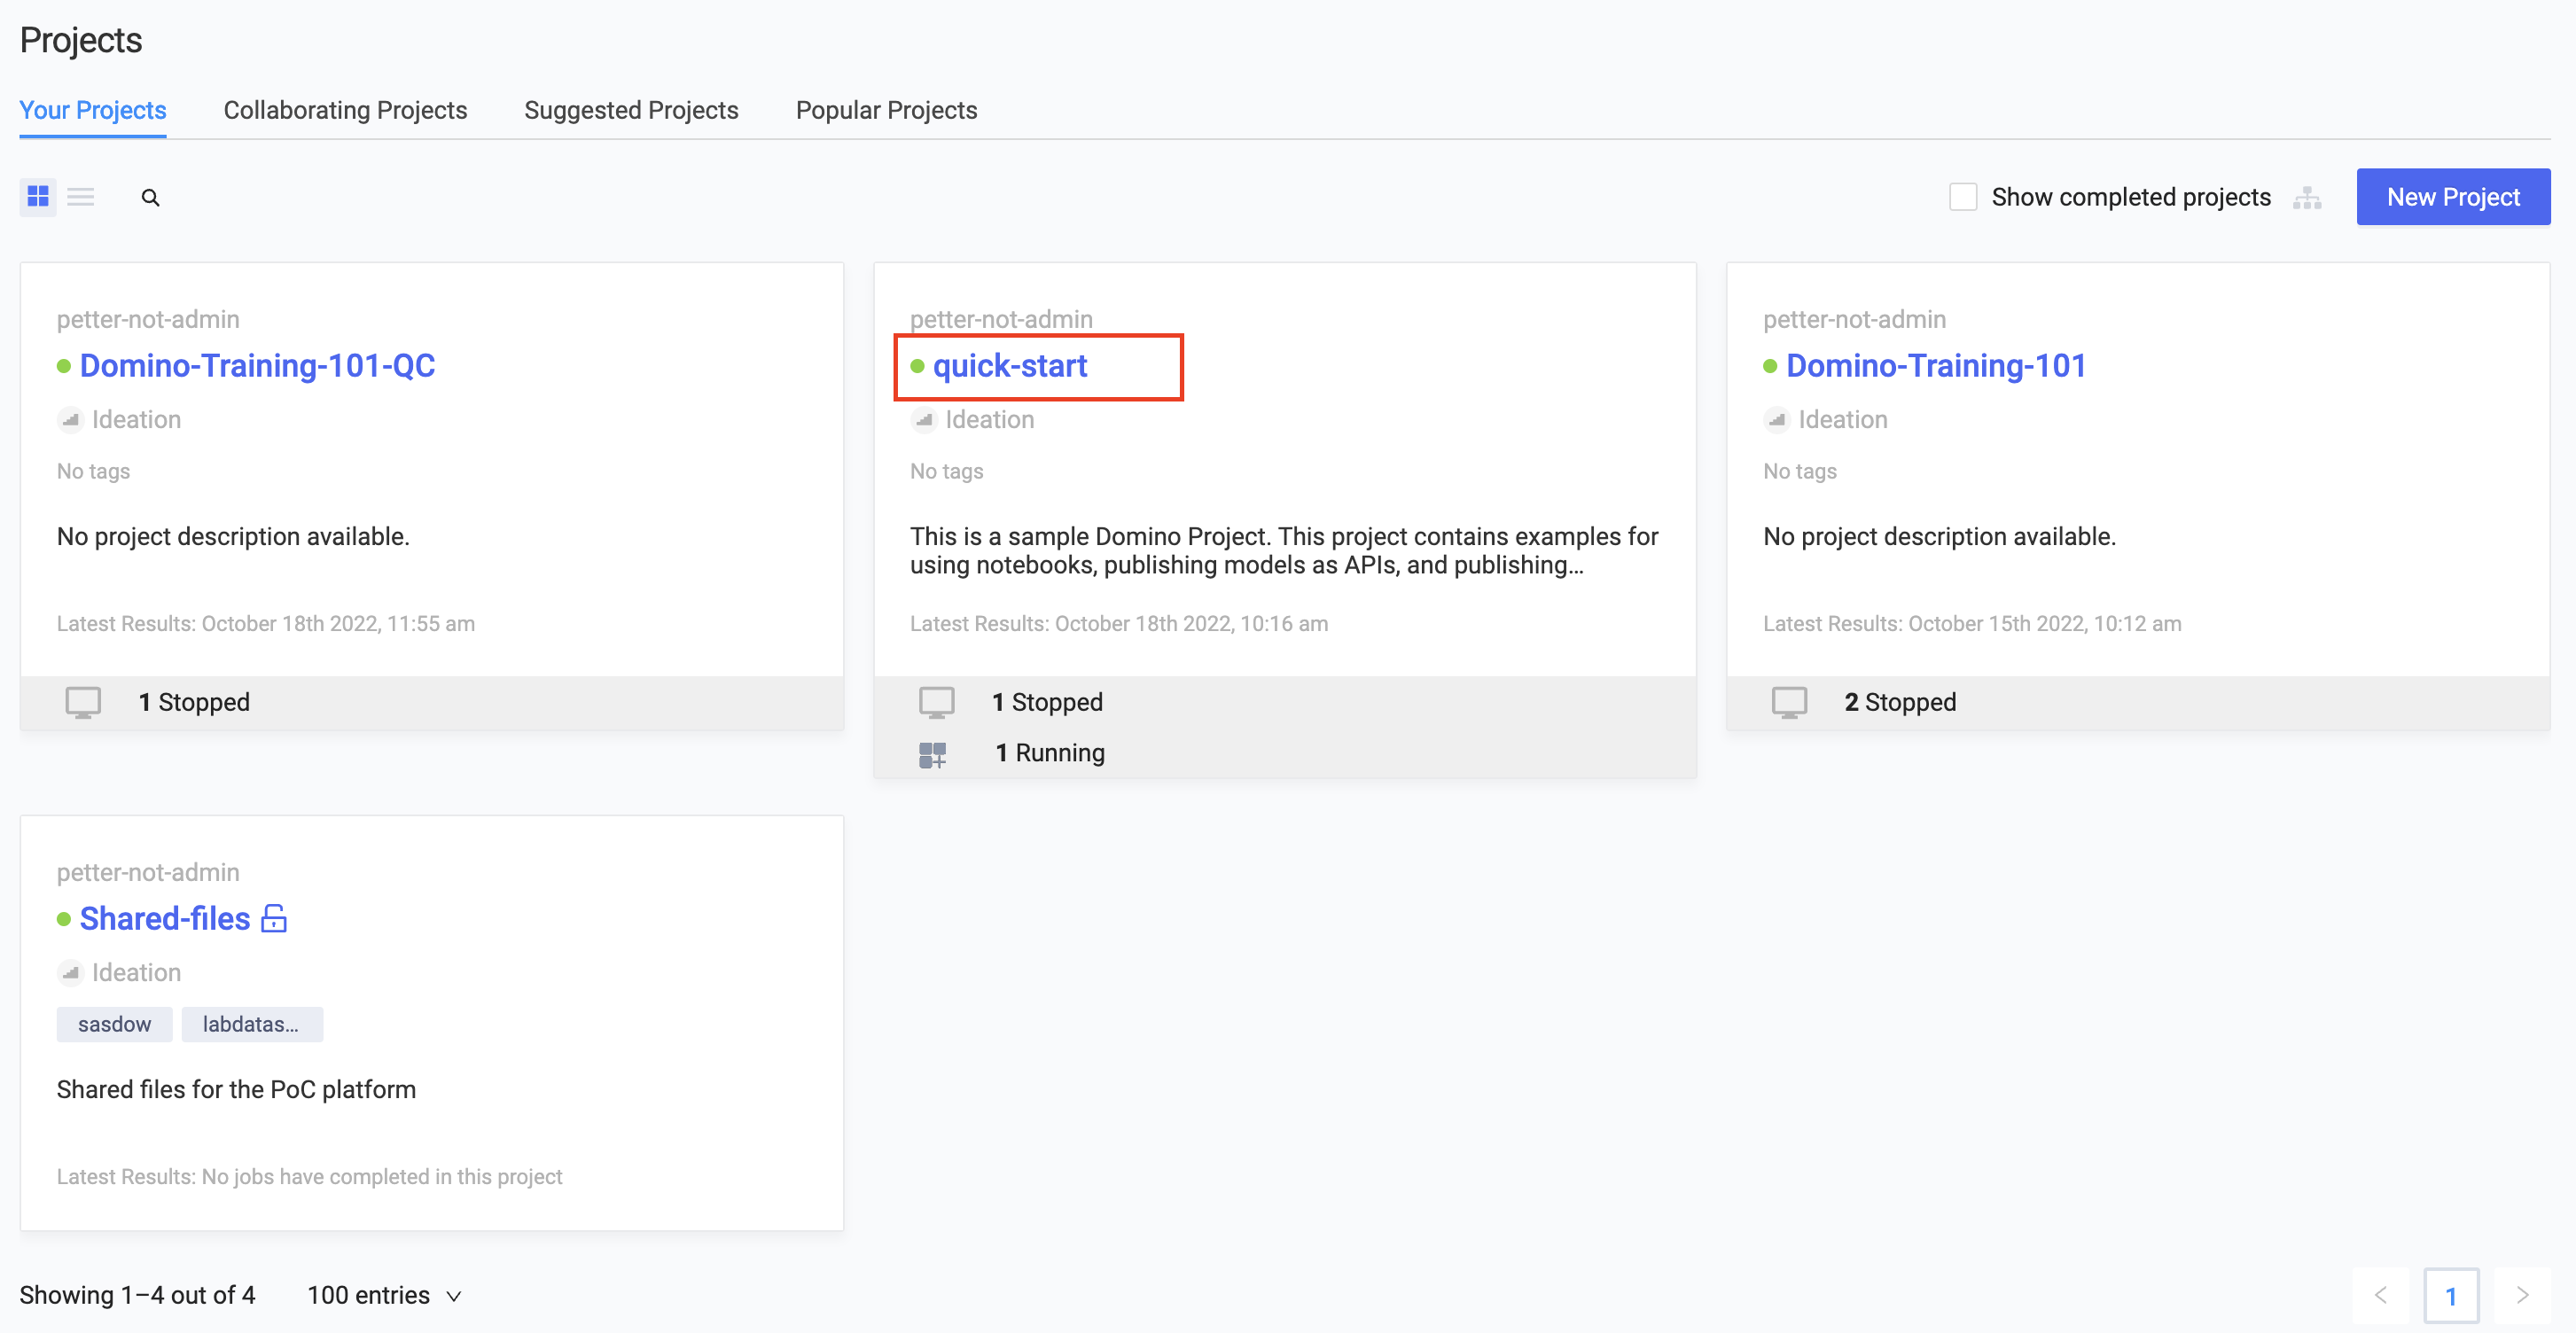 Projects
Your Projects Collaborating Projects Suggested Projects Popular Projects
Show completed projects New Project
petter-not-admin
Domino-Training-101-QC
Ideation
No tags
No project description available.
Latest Results: October 18th 2022, 11:55 am
1 Stopped
petter-not-admin
quick-start
Ideation
No tags
This is a sample Domino Project. This project contains examples for
using notebooks, publishing models as APIs, and publishing...
Latest Results: October 18th 2022, 10:16 am
1 Stopped
1 Running
petter-not-admin
Domino-Training-101
Ideation
No tags
No project description available.
Latest Results: October 15th 2022, 10:12 am
2 Stopped
petter-not-admin
Shared-files
Ideation
sasdow labdatas...
Shared files for the PoC platform
Latest Results: No jobs have completed in this project
Showing 1–4 out of 4 100 entries
1